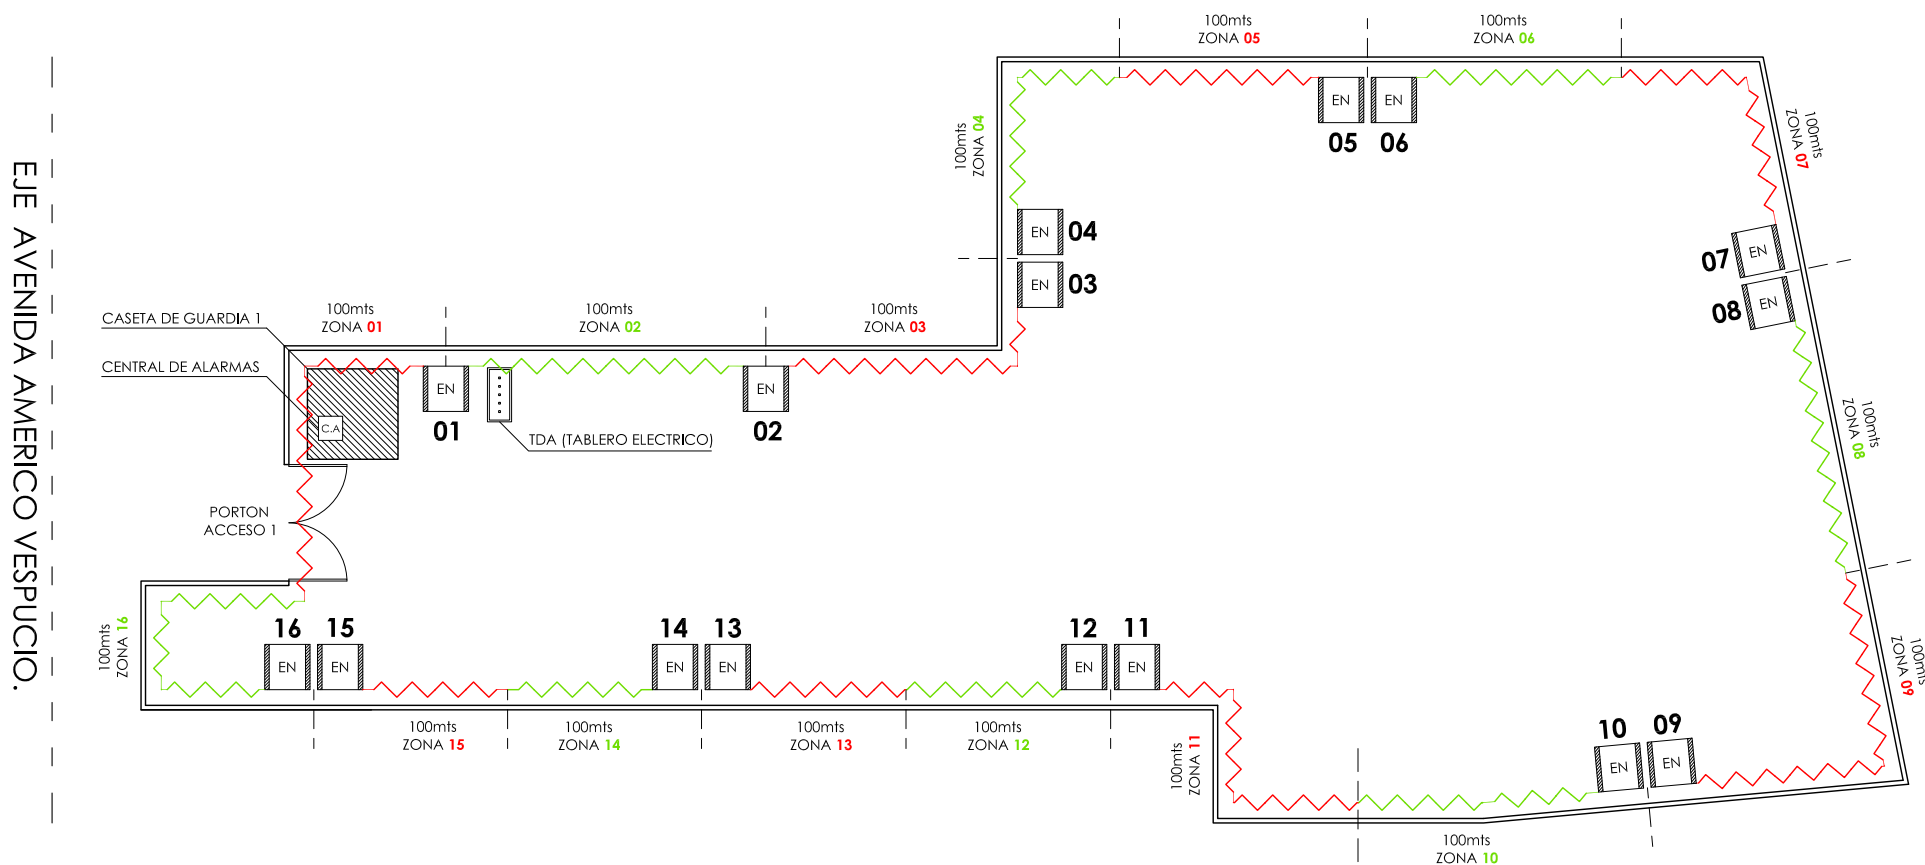 EJE AVENIDA AMERICO VESPUCIO.
CASETA DE GUARDIA 1
CENTRAL DE ALARMAS
C.A
PORTON
ACCESO 1
TDA (TABLERO ELECTRICO)
100mts
ZONA 01
EN
01
100mts
ZONA 02
EN
02
100mts
ZONA 03
EN
03
100mts
ZONA 04
EN
04
100mts
ZONA 05
EN
05
100mts
ZONA 06
EN
06
100mts
ZONA 07
EN
07
100mts
ZONA 08
EN
08
100mts
ZONA 09
EN
09
100mts
ZONA 10
EN
10
100mts
ZONA 11
EN
11
100mts
ZONA 12
EN
12
100mts
ZONA 13
EN
13
100mts
ZONA 14
EN
14
100mts
ZONA 15
EN
15
100mts
ZONA 16
EN
16